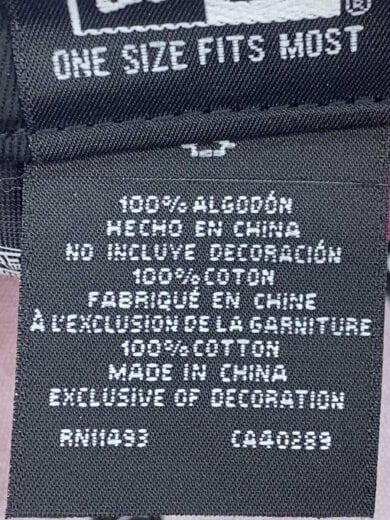 ®
ONE SIZE FITS MOST
100% ALGODÓN
HECHO EN CHINA
NO INCLUYE DECORACIÓN
100% COTON
FABRIQUÉ EN CHINE
À L'EXCLUSION DE LA GARNITURE
100% COTTON
MADE IN CHINA
EXCLUSIVE OF DECORATION
RN11493 CA40289